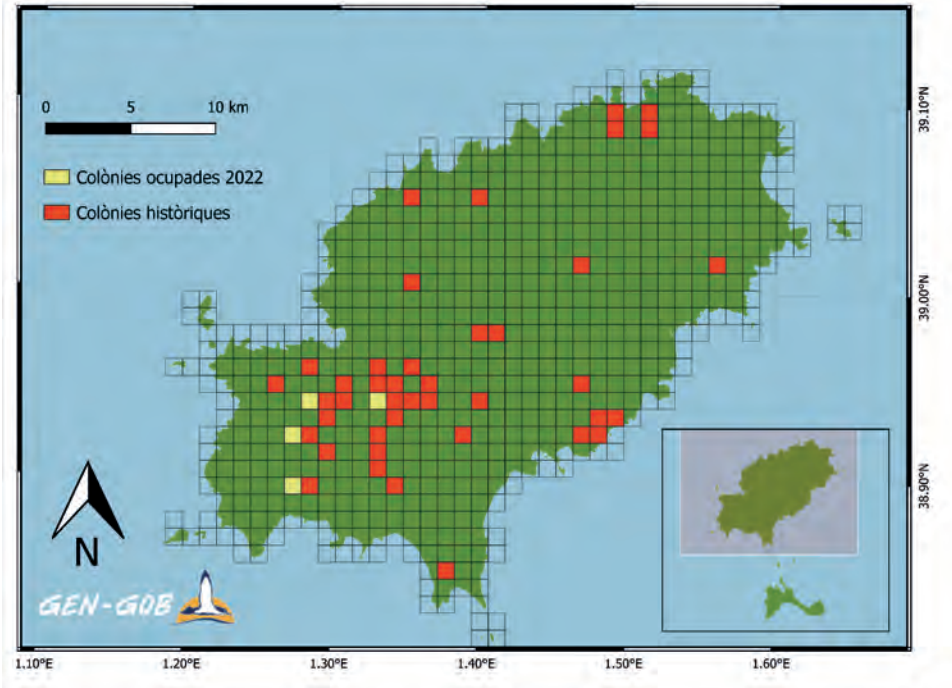 0 5 10 km
Colònies ocupades 2022
Colònies històriques
39.10°N
39.00°N
38.90°N
N
GEN-GOB
1.10°E 1.20°E 1.30°E 1.40°E 1.50°E 1.60°E